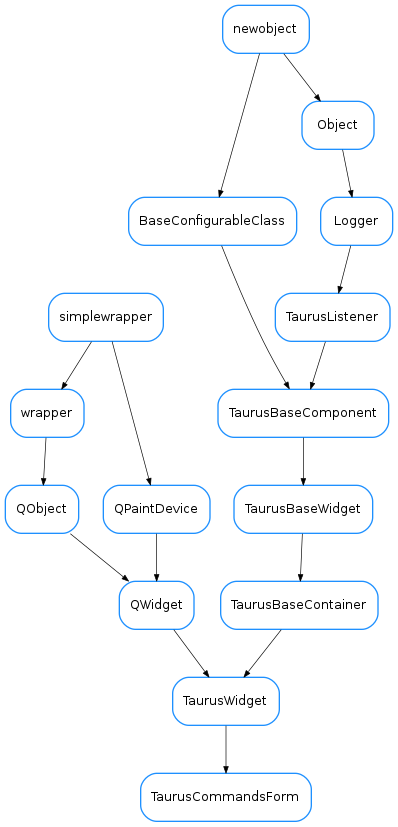 newobject
Object
BaseConfigurableClass
Logger
simplewrapper
TaurusListener
wrapper
TaurusBaseComponent
QObject
QPaintDevice
TaurusBaseWidget
QWidget
TaurusBaseContainer
TaurusWidget
TaurusCommandsForm